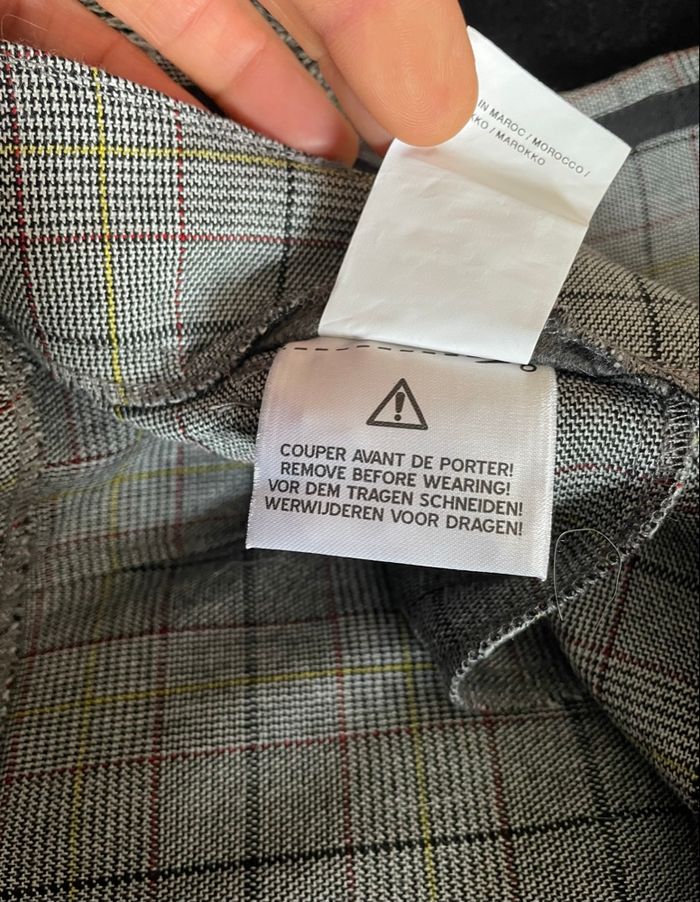 IN MAROC / MOROCCO /
KKO / MAROKKO
COUPER AVANT DE PORTER!
REMOVE BEFORE WEARING!
VOR DEM TRAGEN SCHNEIDEN!
WERWIJDEREN VOOR DRAGEN!